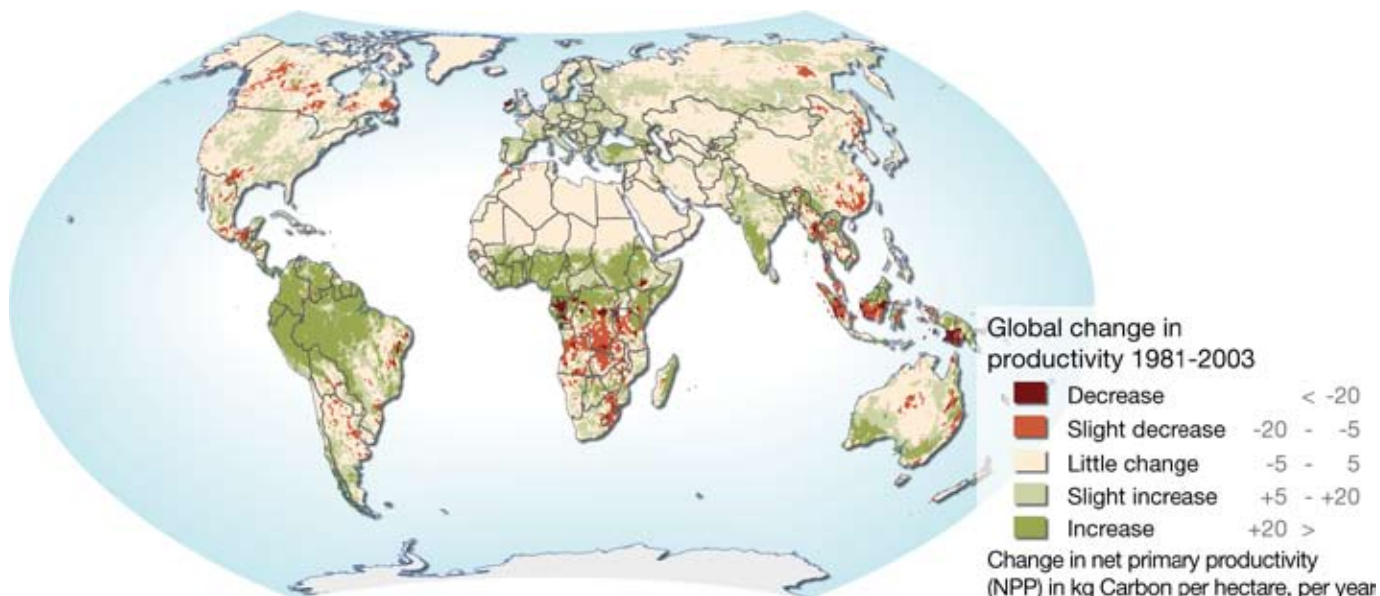 Global change in
productivity 1981-2003
Decrease < -20
Slight decrease -20 - -5
Little change -5 - 5
Slight increase +5 - +20
Increase +20 >
Change in net primary productivity
(NPP) in kg Carbon per hectare, per year